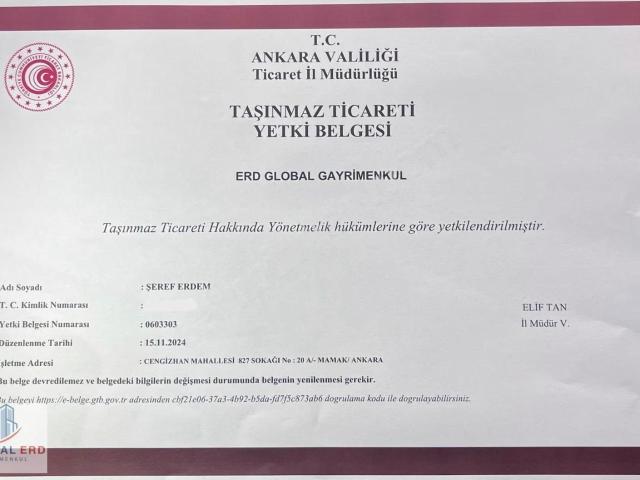 T.C.
ANKARA VALİLİĞİ
Ticaret İl Müdürlüğü
TAŞINMAZ TİCARETİ
YETKİ BELGESİ
ERD GLOBAL GAYRİMENKUL
Taşınmaz Ticareti Hakkında Yönetmelik hükümlerine göre yetkilendirilmiştir.
Adı Soyadı : ŞEREF ERDEM
T. C. Kimlik Numarası :
Yetki Belgesi Numarası : 0603303
Düzenlenme Tarihi : 15.11.2024
İşletme Adresi : CENGİZHAN MAHALLESİ 827 SOKAĞI No : 20 A/- MAMAK/ ANKARA
ELİF TAN
İl Müdür V.
Bu belge devredilemez ve belgedeki bilgilerin değişmesi durumunda belgenin yenilenmesi gerekir.
Bu belgeyi https://e-belge.gtb.gov.tr adresinden cbf21e06-37a3-4b92-b5da-fd7f5c873ab6 dogrulama kodu ile dogrulayabilirsiniz.
AL ERD
MENKUL